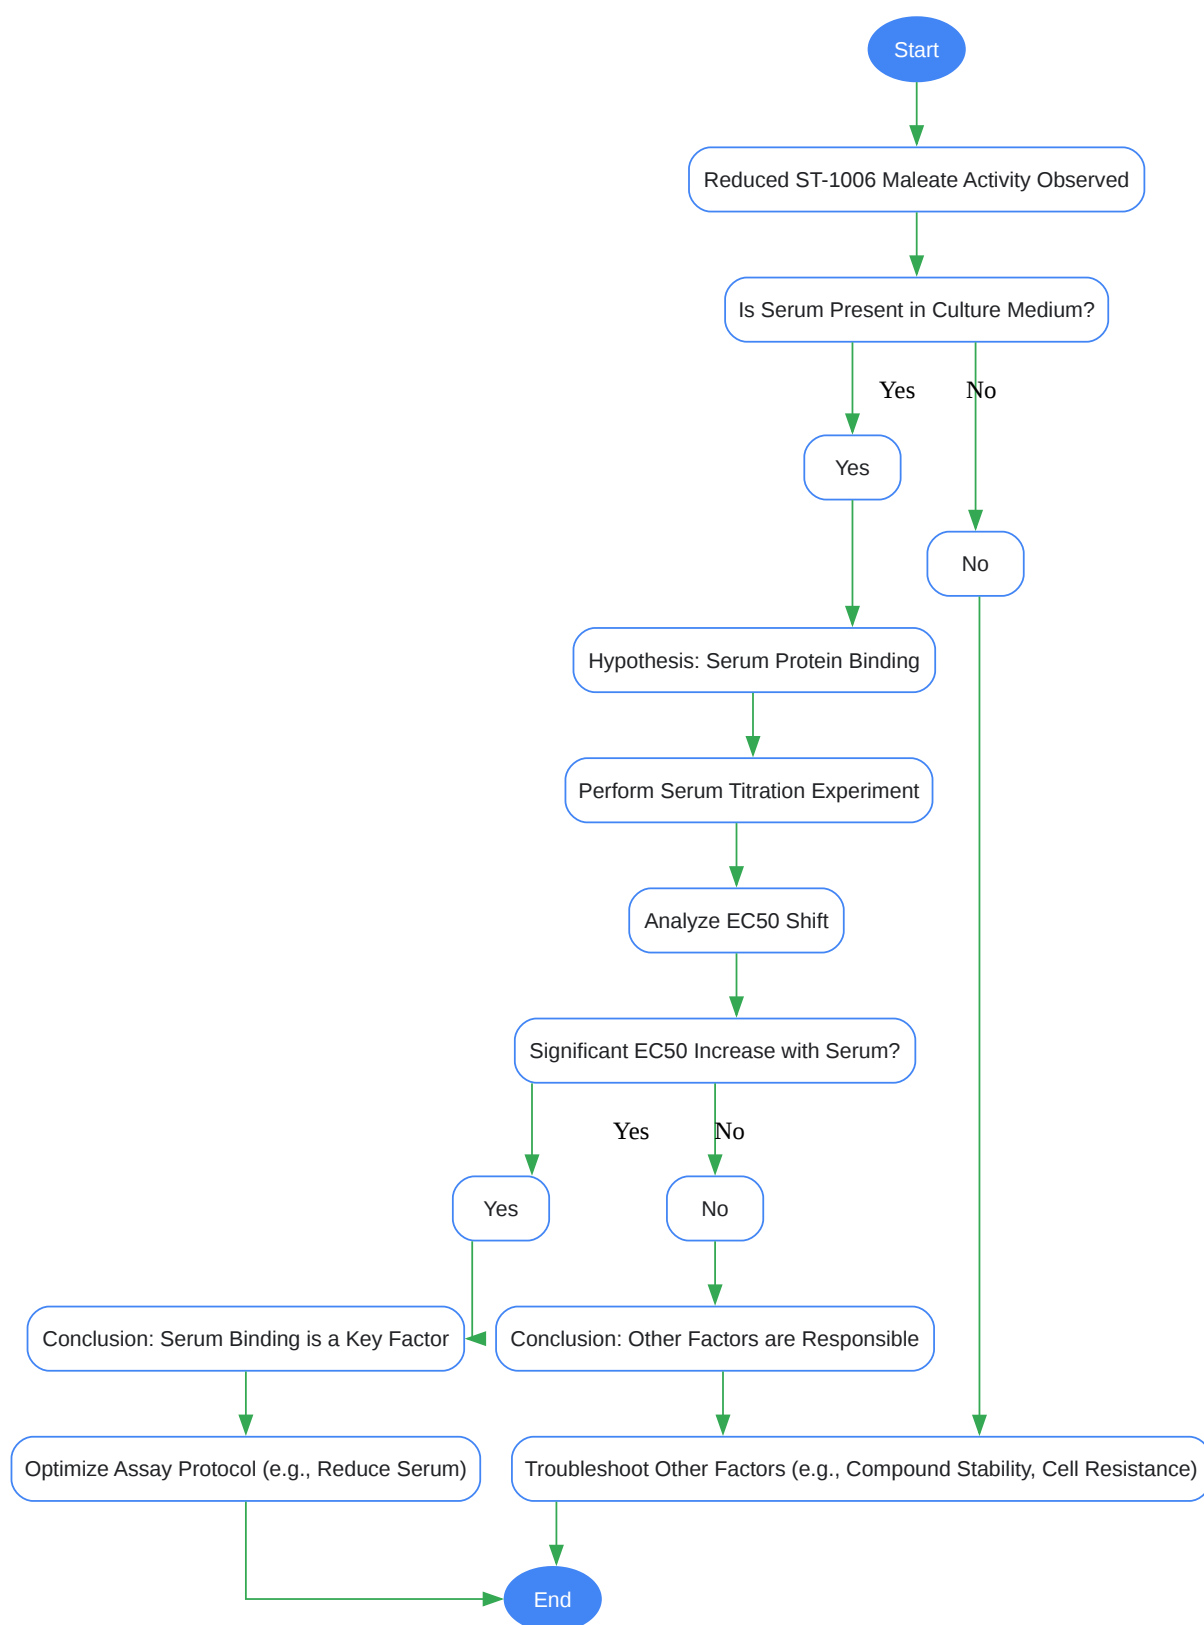 Start
Reduced ST-1006 Maleate Activity Observed
Is Serum Present in Culture Medium?
Yes
No
Yes
No
Hypothesis: Serum Protein Binding
Perform Serum Titration Experiment
Analyze EC50 Shift
Significant EC50 Increase with Serum?
Yes
No
Yes
No
Conclusion: Serum Binding is a Key Factor
Conclusion: Other Factors are Responsible
Optimize Assay Protocol (e.g., Reduce Serum)
Troubleshoot Other Factors (e.g., Compound Stability, Cell Resistance)
End